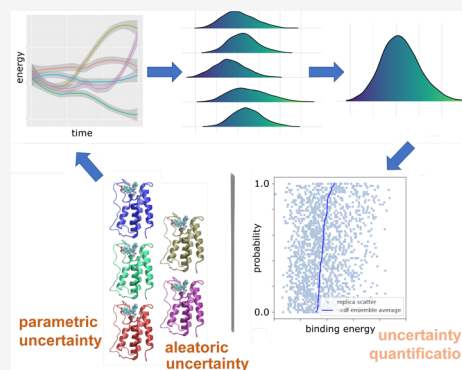 energy
time
1.0
probability
0.0
replica scatter
cdf ensemble average
binding energy
parametric
uncertainty
aleatoric
uncertainty
uncertainty
quantificatio